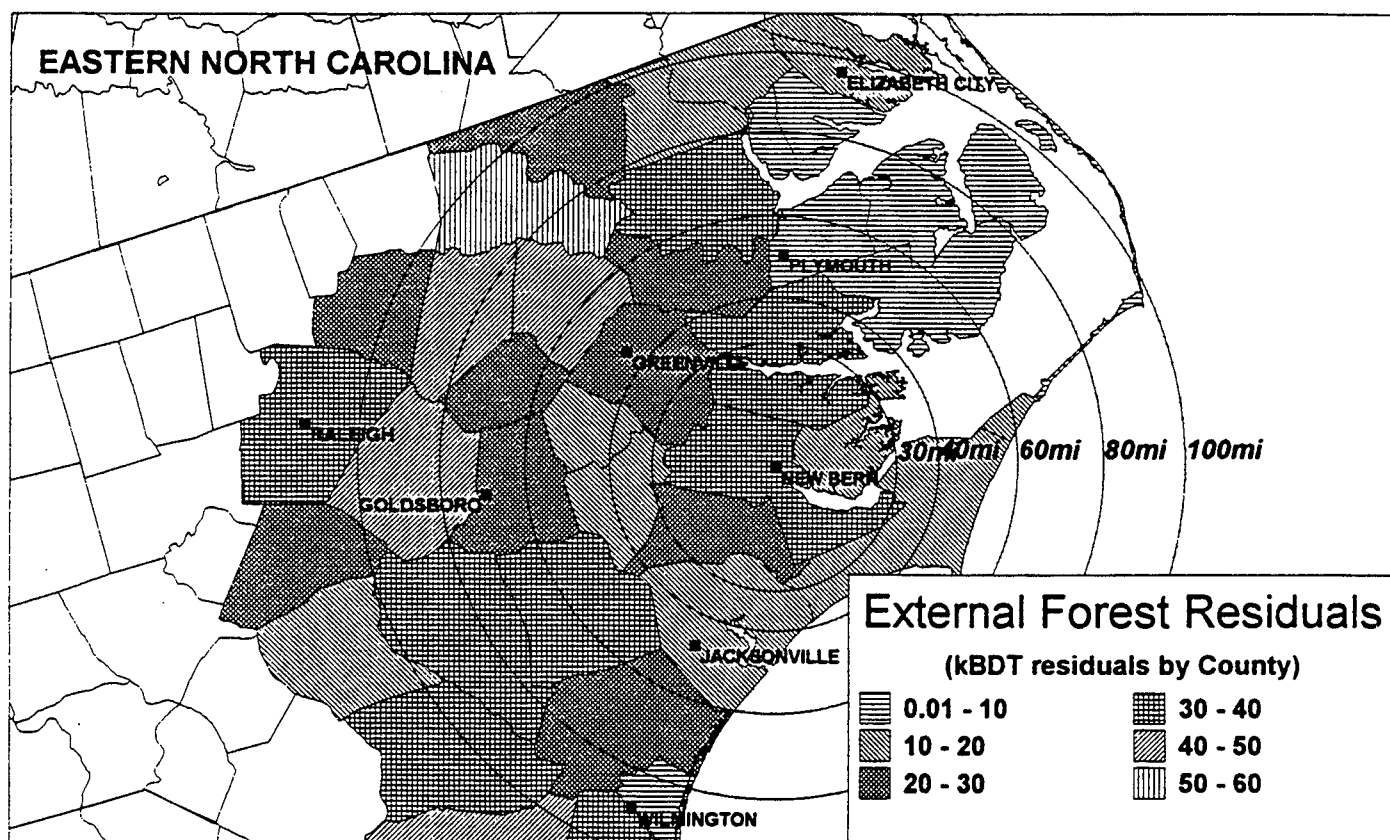 EASTERN NORTH CAROLINA
ELIZABETH CITY
PLYMOUTH
GREENVILLE
RALEIGH
30mi 40mi 60mi 80mi 100mi
NEW BERN
GOLDSBORO
JACKSONVILLE
WILMINGTON
External Forest Residuals
(kBDT residuals by County)
0.01 - 10
10 - 20
20 - 30
30 - 40
40 - 50
50 - 60